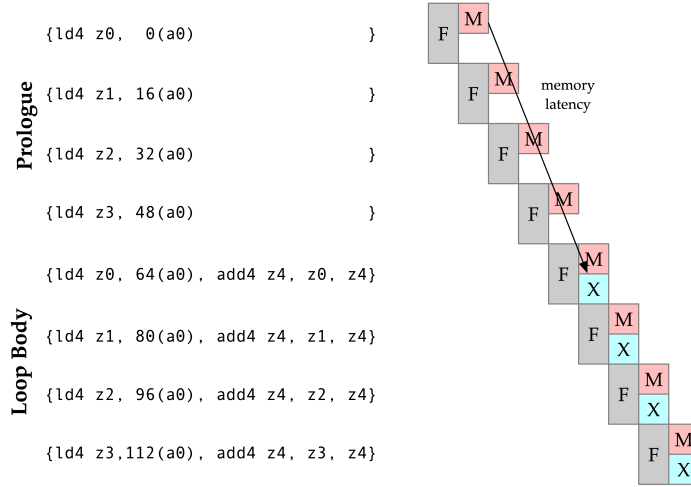 Prologue
{ld4 z0,  0(a0)                 }
{ld4 z1, 16(a0)                 }
{ld4 z2, 32(a0)                 }
{ld4 z3, 48(a0)                 }
Loop Body
{ld4 z0, 64(a0), add4 z4, z0, z4}
{ld4 z1, 80(a0), add4 z4, z1, z4}
{ld4 z2, 96(a0), add4 z4, z2, z4}
{ld4 z3,112(a0), add4 z4, z3, z4}
F M
F M
memory
latency
F M
F M
F M
X
F M
X
F M
X
F M
X